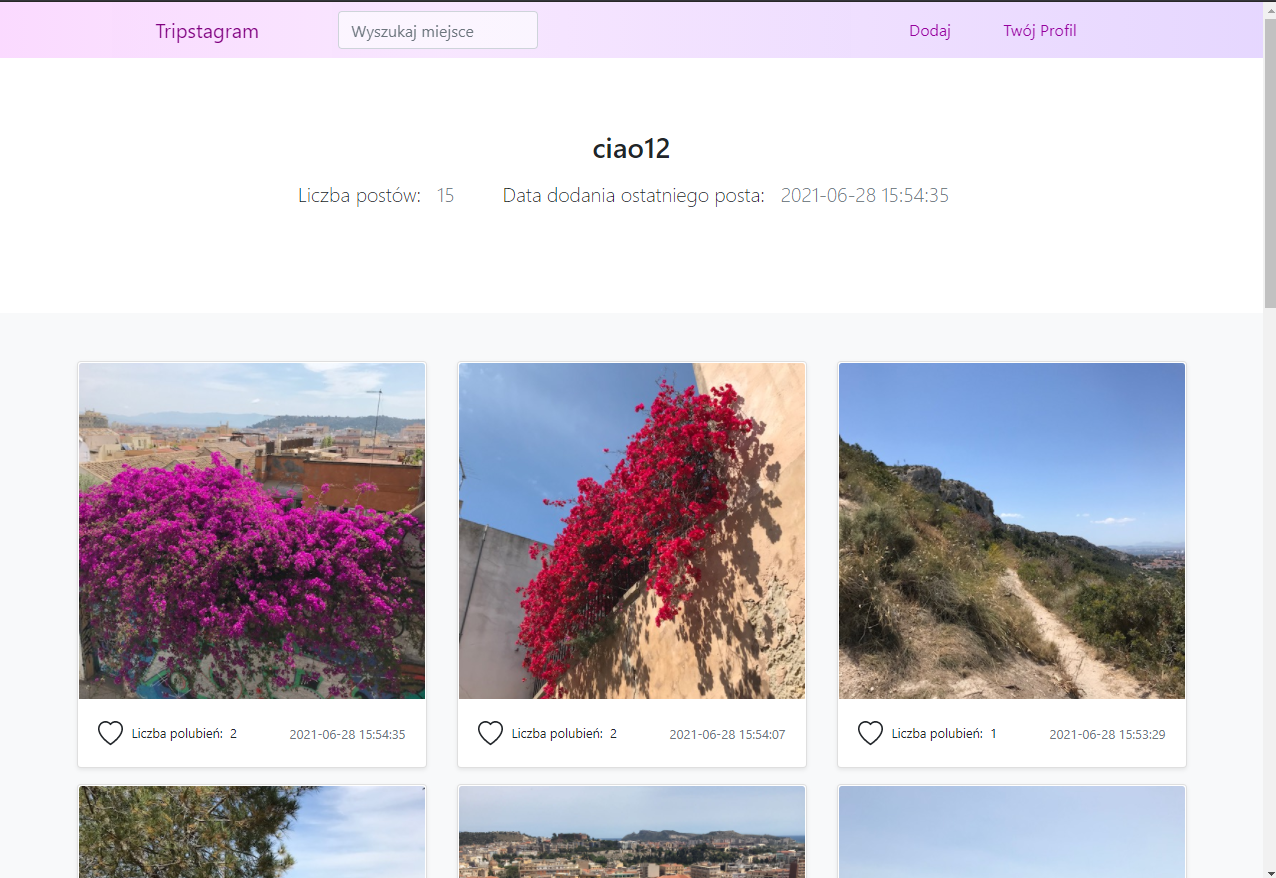 Tripstagram
Wyszukaj miejsce
Dodaj
Twój Profil
ciao12
Liczba postów: 15
Data dodania ostatniego posta: 2021-06-28 15:54:35
Liczba polubień: 2
2021-06-28 15:54:35
Liczba polubień: 2
2021-06-28 15:54:07
Liczba polubień: 1
2021-06-28 15:53:29